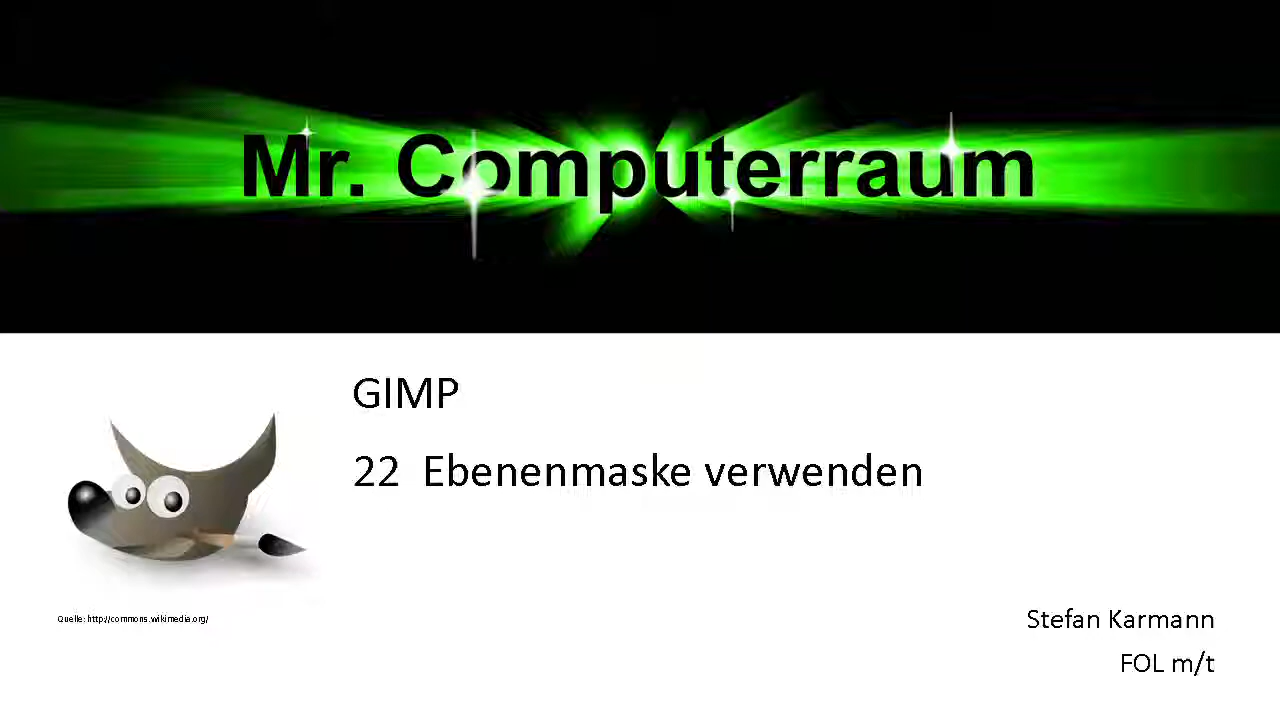 Mr. Computerraum
GIMP
22 Ebenenmaske verwenden
Quelle: http://commons.wikimedia.org/
Stefan Karmann
FOL m/t